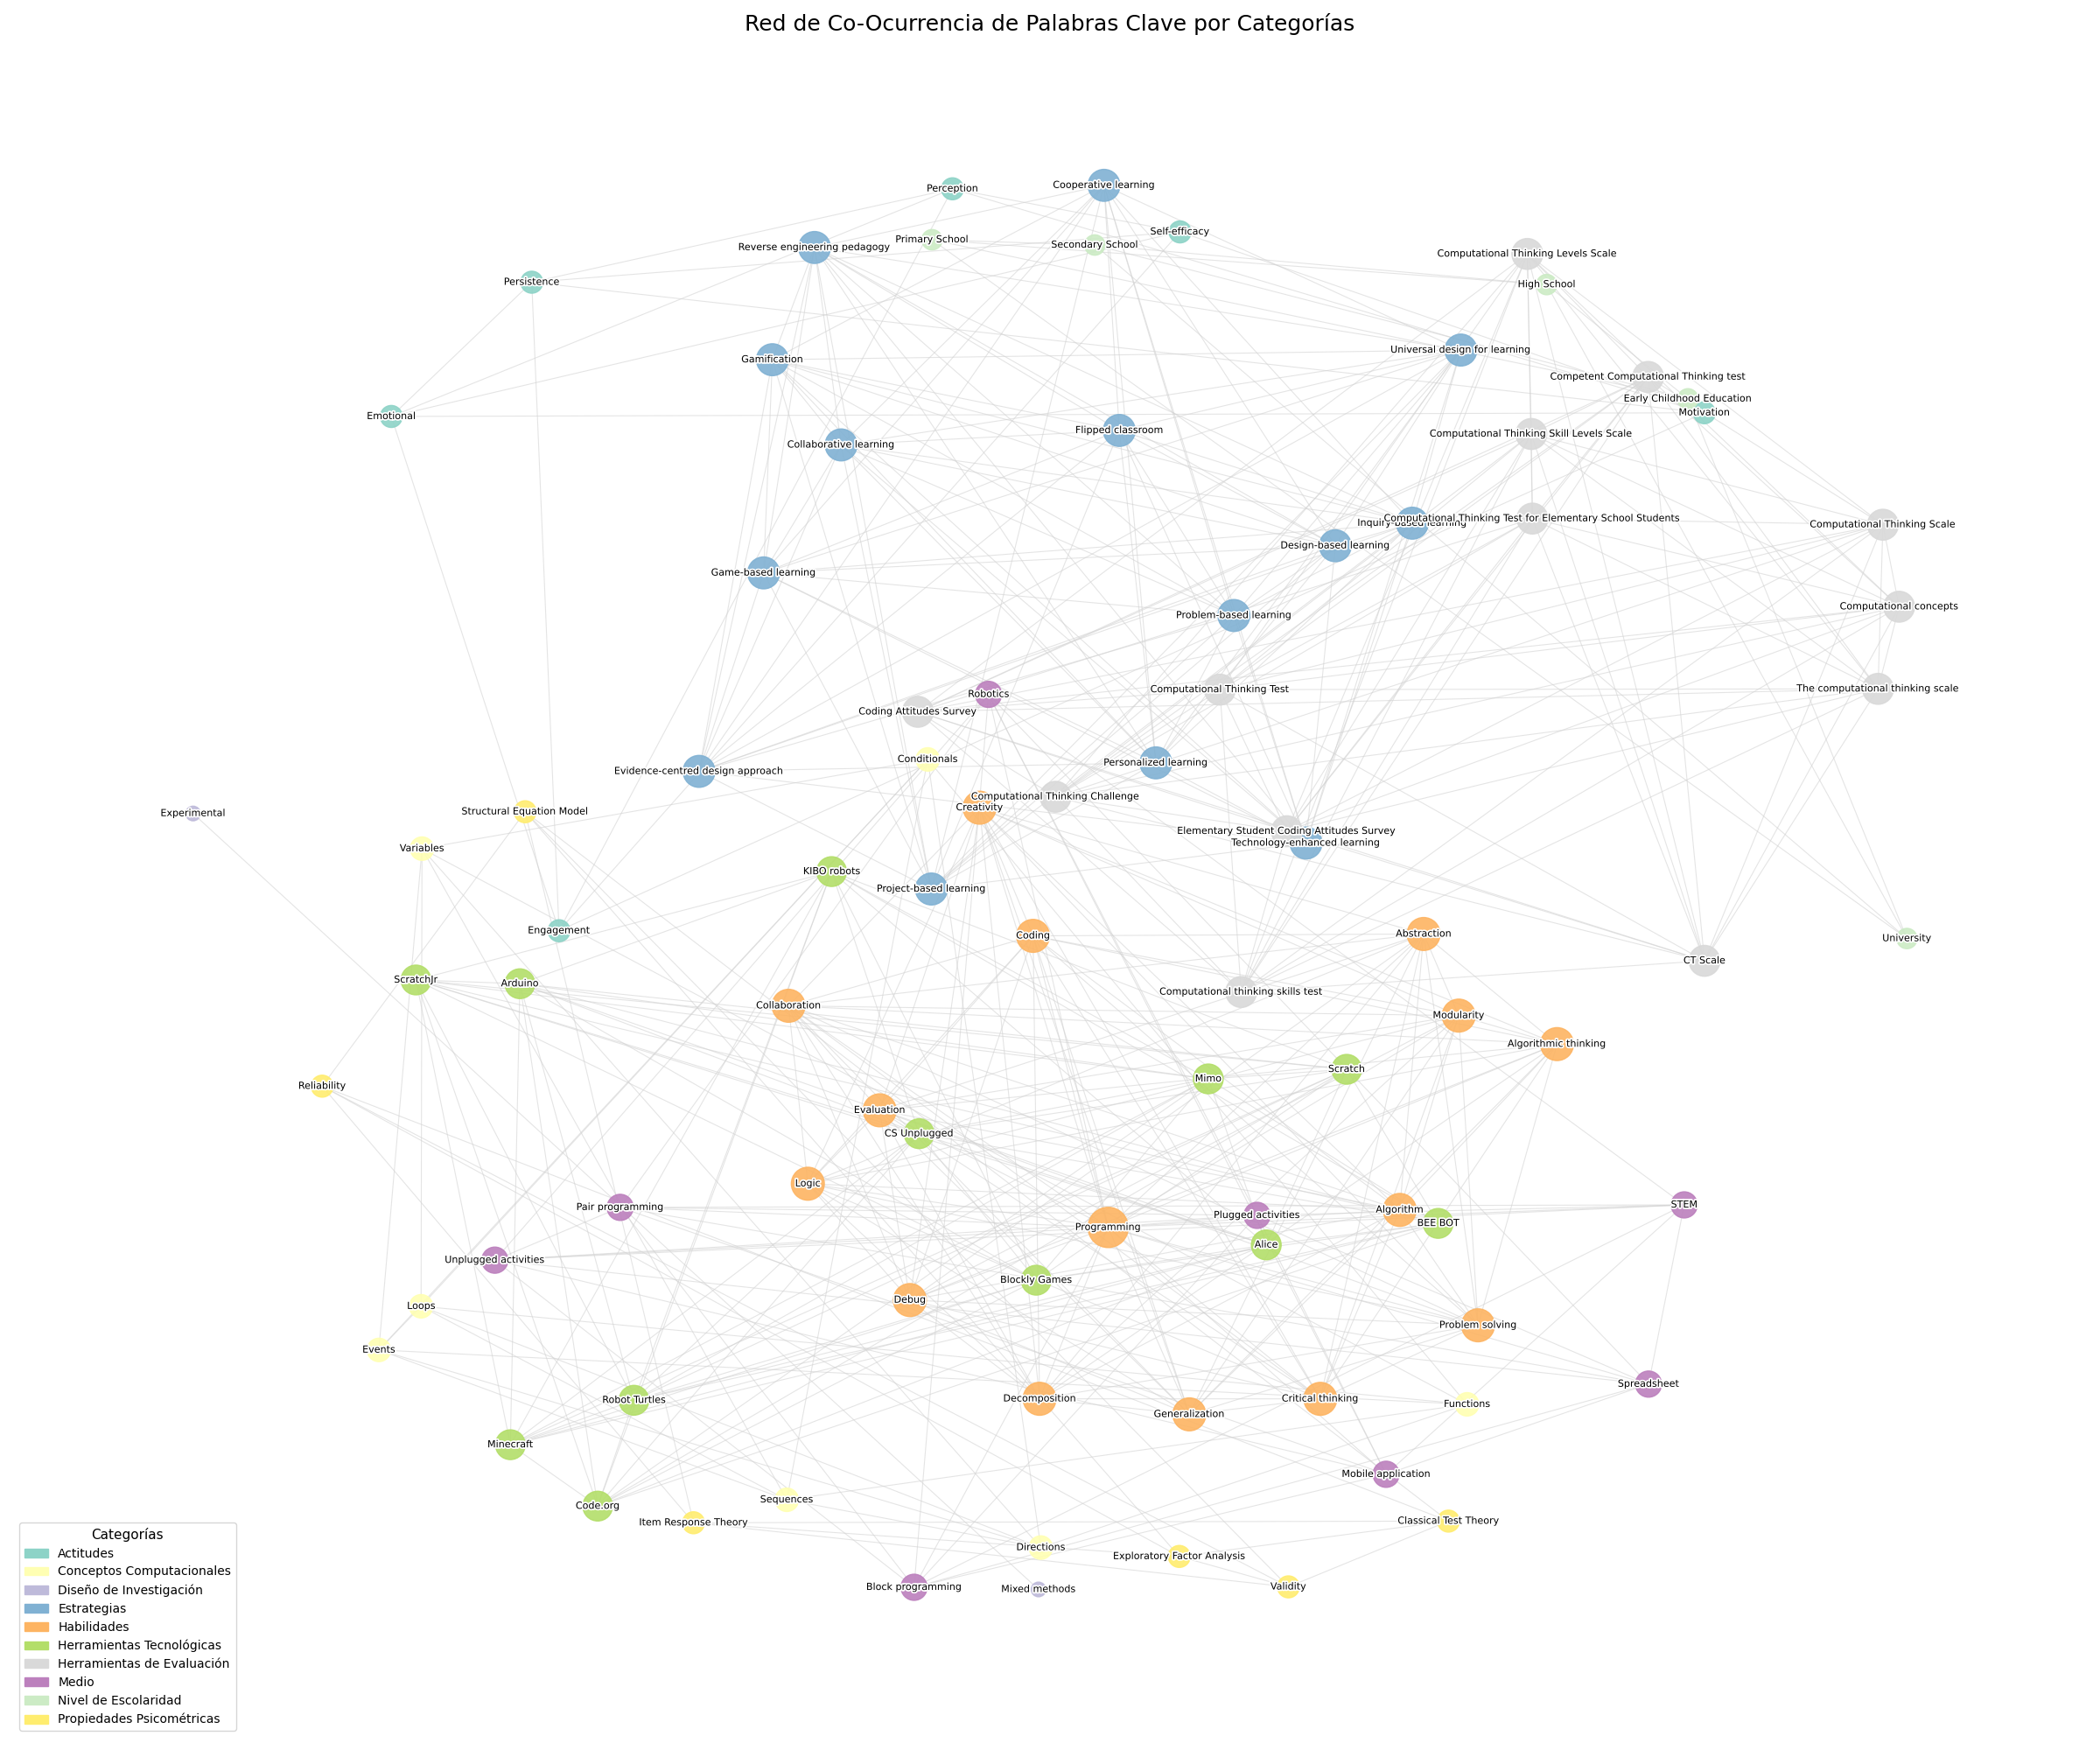 Red de Co-Ocurrencia de Palabras Clave por Categorías
Cooperative learning
Perception
Self-efficacy
Primary School
Secondary School
Reverse engineering pedagogy
Computational Thinking Levels Scale
Persistence
High School
Universal design for learning
Gamification
Competent Computational Thinking test
Early Childhood Education
Motivation
Emotional
Flipped classroom
Computational Thinking Skill Levels Scale
Collaborative learning
Computational Thinking Test for Elementary School Students
Inquiry-based learning
Computational Thinking Scale
Design-based learning
Game-based learning
Computational concepts
Problem-based learning
Computational Thinking Test
The computational thinking scale
Robotics
Coding Attitudes Survey
Conditionals
Personalized learning
Evidence-centred design approach
Computational Thinking Challenge
Creativity
Structural Equation Model
Experimental
Elementary Student Coding Attitudes Survey
Technology-enhanced learning
Variables
KIBO robots
Project-based learning
Engagement
Abstraction
Coding
University
CT Scale
ScratchJr
Arduino
Computational thinking skills test
Collaboration
Modularity
Algorithmic thinking
Scratch
Mimo
Reliability
Evaluation
CS Unplugged
Logic
STEM
Pair programming
Algorithm
Plugged activities
BEE BOT
Programming
Alice
Unplugged activities
Blockly Games
Debug
Loops
Problem solving
Events
Spreadsheet
Decomposition
Critical thinking
Robot Turtles
Functions
Generalization
Minecraft
Mobile application
Sequences
Code.org
Classical Test Theory
Item Response Theory
Directions
Exploratory Factor Analysis
Block programming
Validity
Mixed methods
Categorías
Actitudes
Conceptos Computacionales
Diseño de Investigación
Estrategias
Habilidades
Herramientas Tecnológicas
Herramientas de Evaluación
Medio
Nivel de Escolaridad
Propiedades Psicométricas